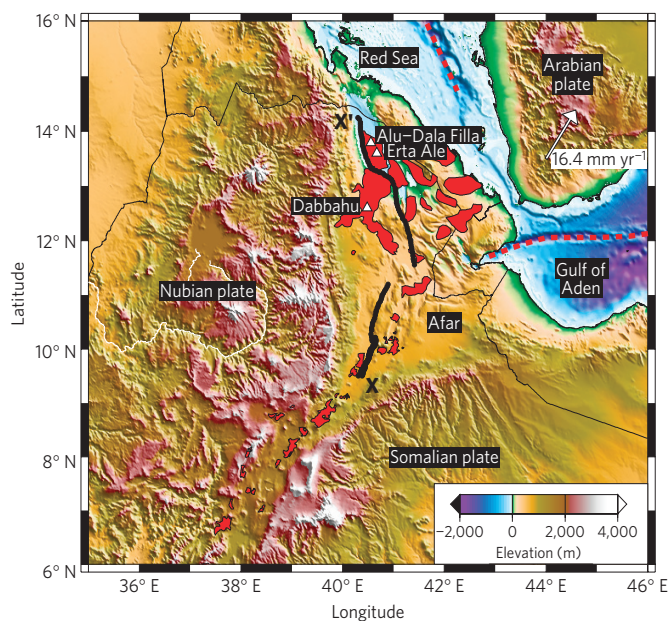 16° N
14° N
12° N
10° N
8° N
6° N
Latitude
Red Sea
Arabian
plate
16.4 mm yr⁻¹
X'
Alu–Dala Filla
Erta Ale
Dabbahu
Gulf of
Aden
Nubian plate
Afar
X
Somalian plate
−2,000
0
2,000
4,000
Elevation (m)
36° E
38° E
40° E
42° E
44° E
46° E
Longitude